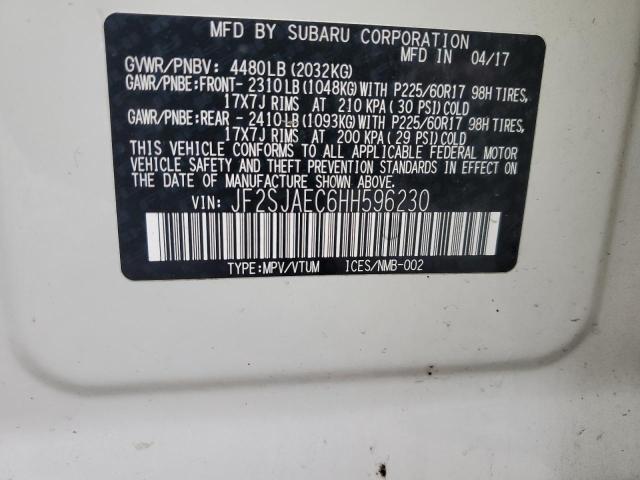 MFD BY SUBARU CORPORATION
MFD IN 04/17
GVWR/PNBV: 4480LB(2032KG)
GAWR/PNBE:FRONT- 2310LB(1048KG)WITH P225/60R17 98H TIRES,
17X7J RIMS AT 210 KPA(30 PSI)COLD
GAWR/PNBE:REAR - 2410LB(1093KG)WITH P225/60R17 98H TIRES,
17X7J RIMS AT 200 KPA(29 PSI)COLD
THIS VEHICLE CONFORMS TO ALL APPLICABLE FEDERAL MOTOR
VEHICLE SAFETY AND THEFT PREVENTION STANDARDS IN EFFECT ON
THE DATE OF MANUFACTURE SHOWN ABOVE.
VIN: JF2SJAEC6HH596230
TYPE:MPV/VTUM ICES/NMB-002